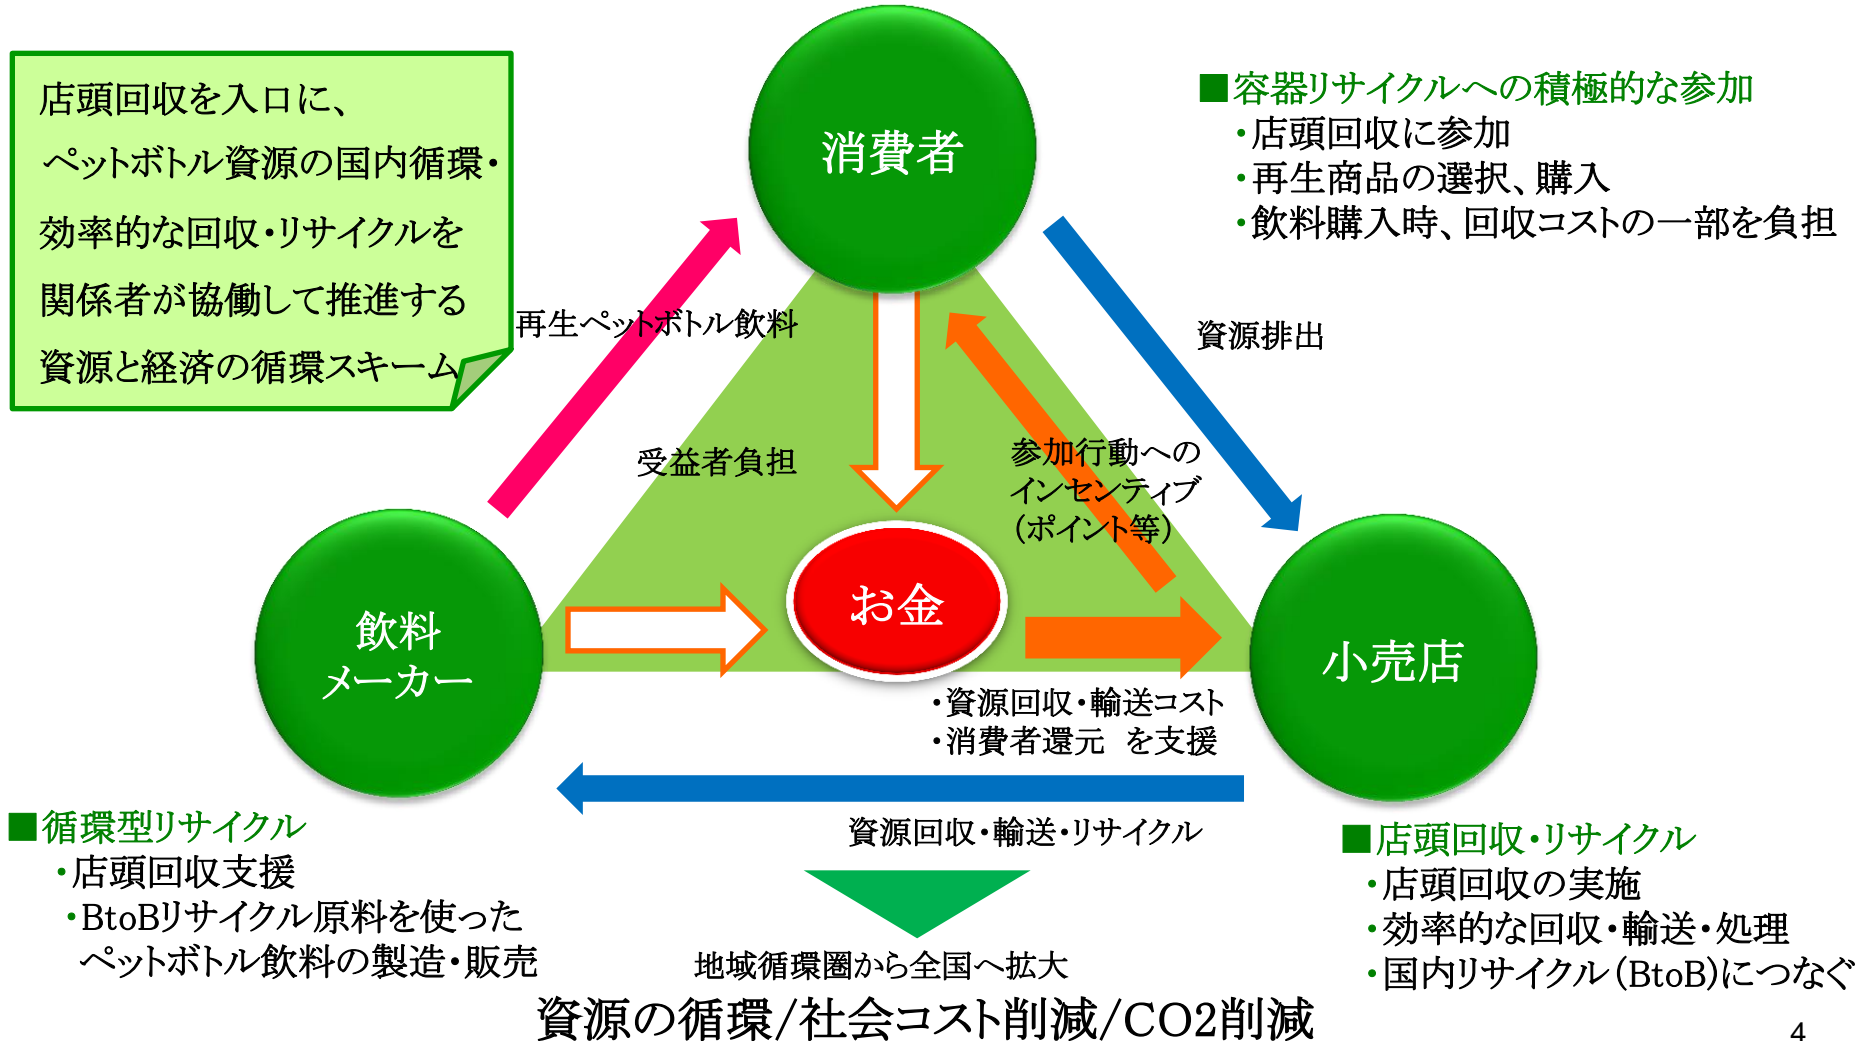 店頭回収を入口に、
ペットボトル資源の国内循環・
効率的な回収・リサイクルを
関係者が協働して推進する
資源と経済の循環スキーム
消費者
■容器リサイクルへの積極的な参加
・店頭回収に参加
・再生商品の選択、購入
・飲料購入時、回収コストの一部を負担
再生ペットボトル飲料
資源排出
受益者負担
参加行動への
インセンティブ
（ポイント等）
お金
飲料
メーカー
小売店
・資源回収・輸送コスト
・消費者還元　を支援
資源回収・輸送・リサイクル
■循環型リサイクル
・店頭回収支援
・BtoBリサイクル原料を使った
ペットボトル飲料の製造・販売
■店頭回収・リサイクル
・店頭回収の実施
・効率的な回収・輸送・処理
・国内リサイクル（BtoB)につなぐ
地域循環圏から全国へ拡大
資源の循環/社会コスト削減/CO2削減
4